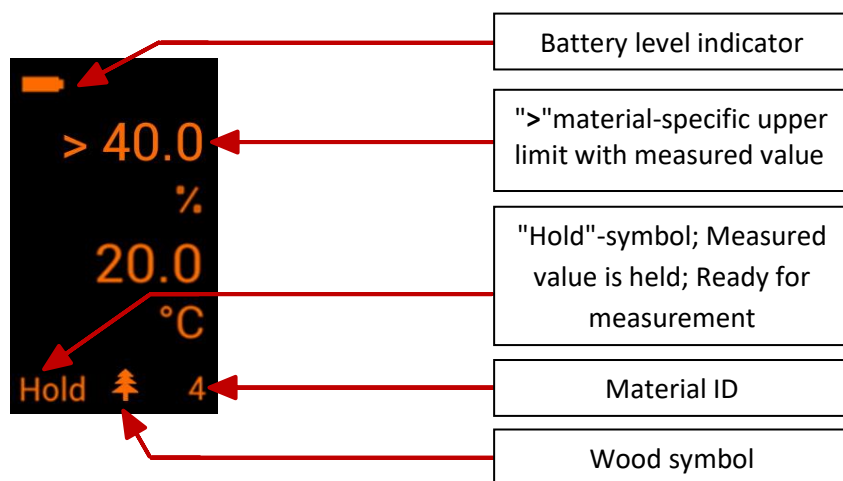 Battery level indicator
> 40.0
%
20.0
°C
Hold 4
">"material-specific upper
limit with measured value
"Hold"-symbol; Measured
value is held; Ready for
measurement
Material ID
Wood symbol